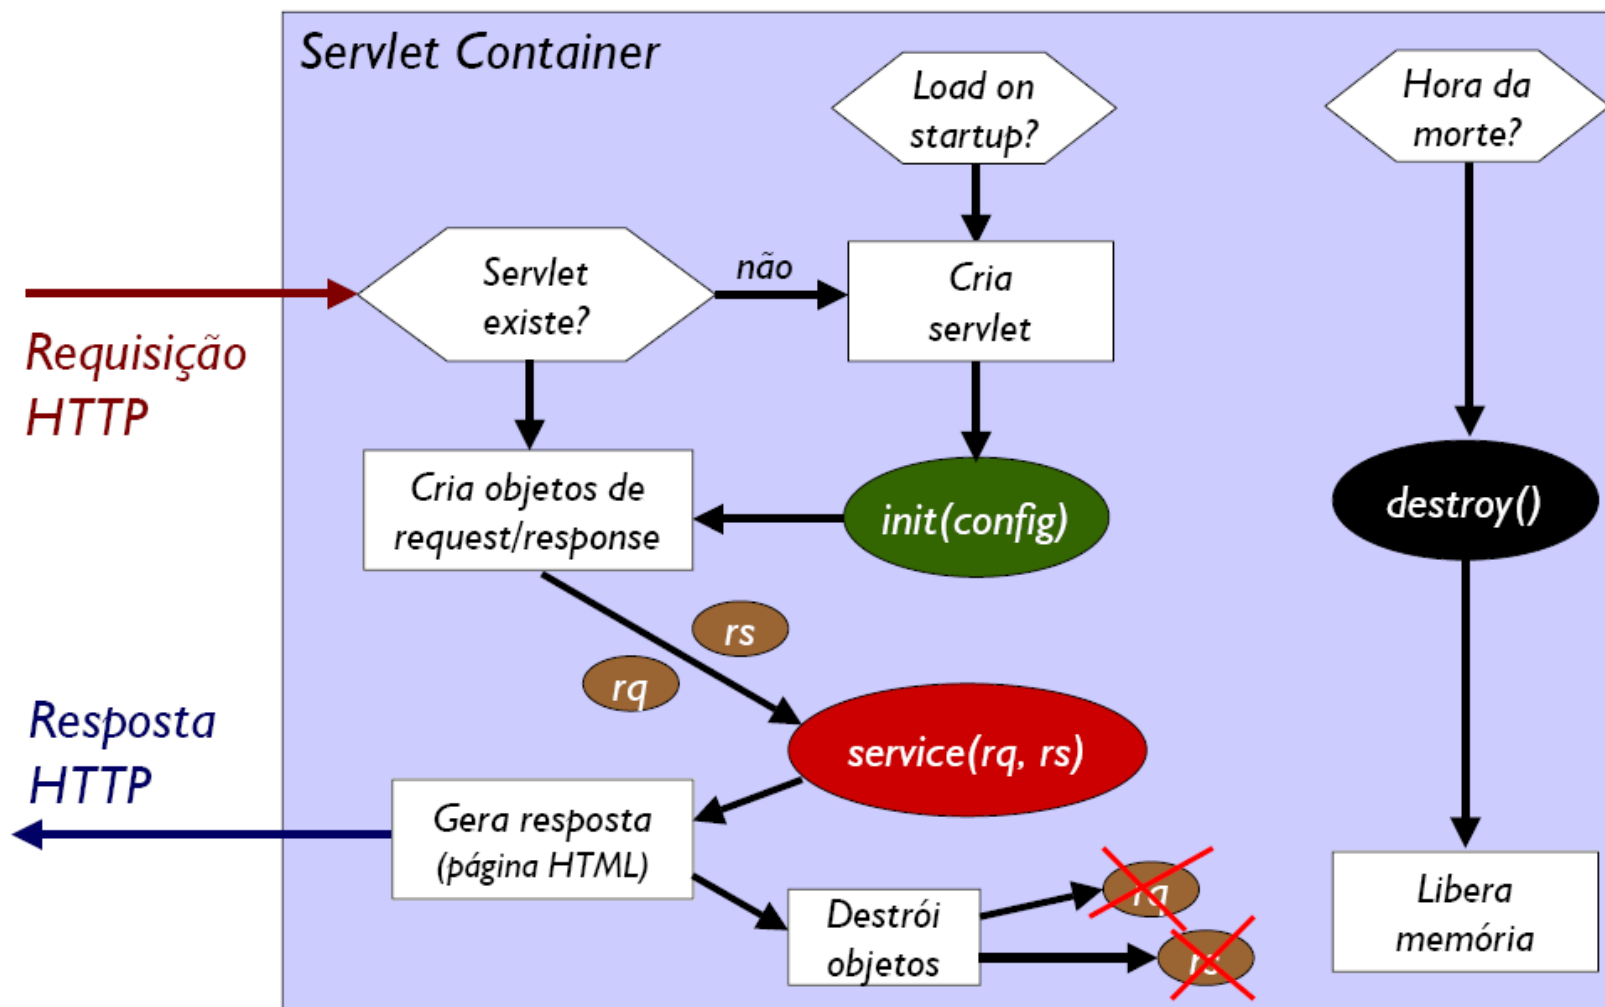 Servlet Container
Load on
startup?
Hora da
morte?
Servlet
existe?
não
Cria
servlet
Requisição
HTTP
Cria objetos de
request/response
init(config)
destroy()
rs
rq
service(rq, rs)
Resposta
HTTP
Gera resposta
(página HTML)
Destrói
objetos
rq
rs
Libera
memória